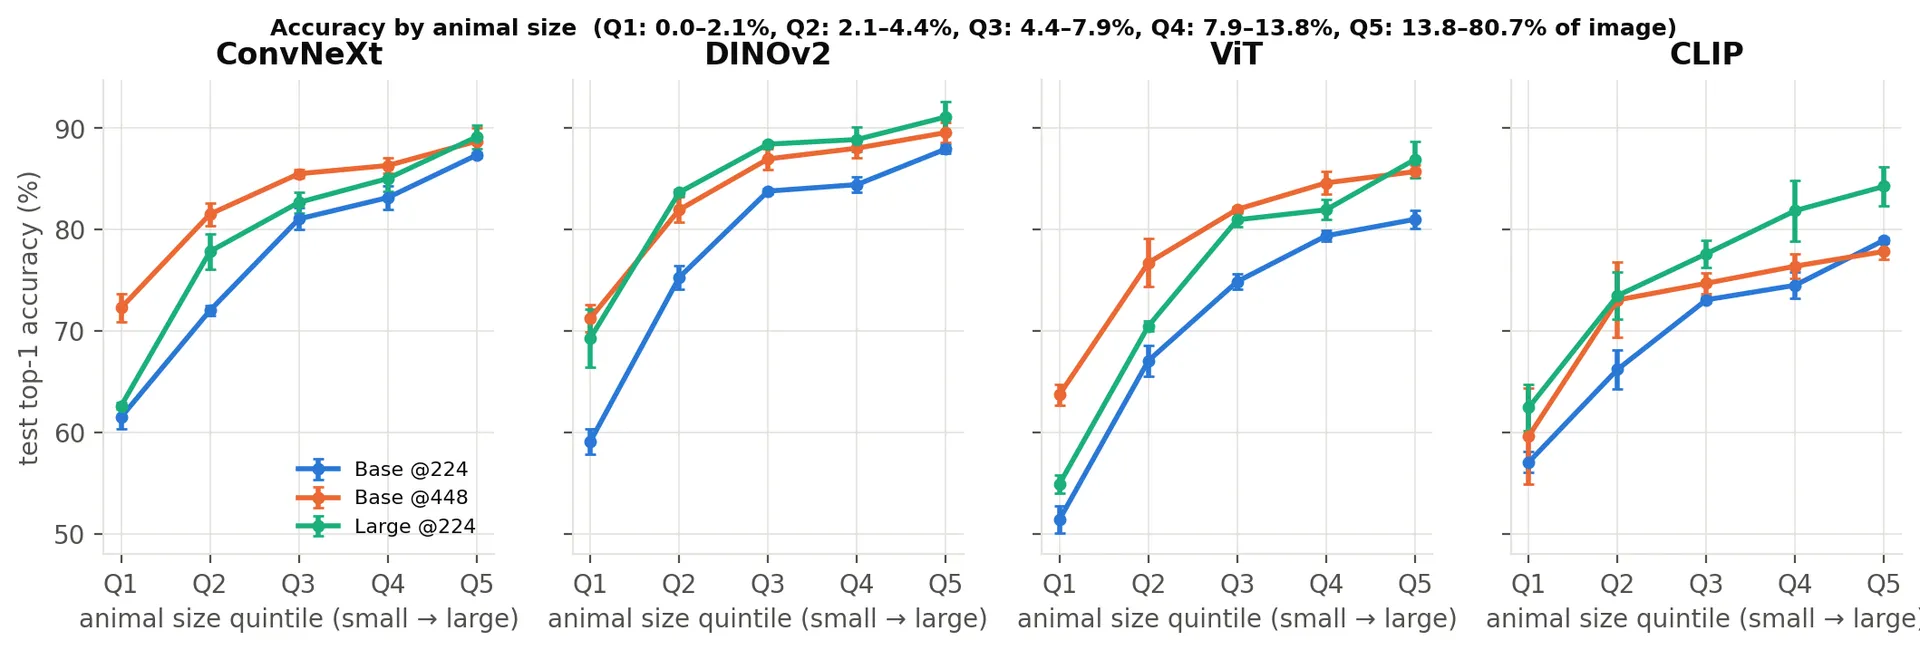 Accuracy by animal size (Q1: 0.0–2.1%, Q2: 2.1–4.4%, Q3: 4.4–7.9%, Q4: 7.9–13.8%, Q5: 13.8–80.7% of image)
ConvNeXt
DINOv2
ViT
CLIP
test top-1 accuracy (%)
90
80
70
60
50
Base @224
Base @448
Large @224
Q1 Q2 Q3 Q4 Q5
Q1 Q2 Q3 Q4 Q5
Q1 Q2 Q3 Q4 Q5
Q1 Q2 Q3 Q4 Q5
animal size quintile (small → large)
animal size quintile (small → large)
animal size quintile (small → large)
animal size quintile (small → large)